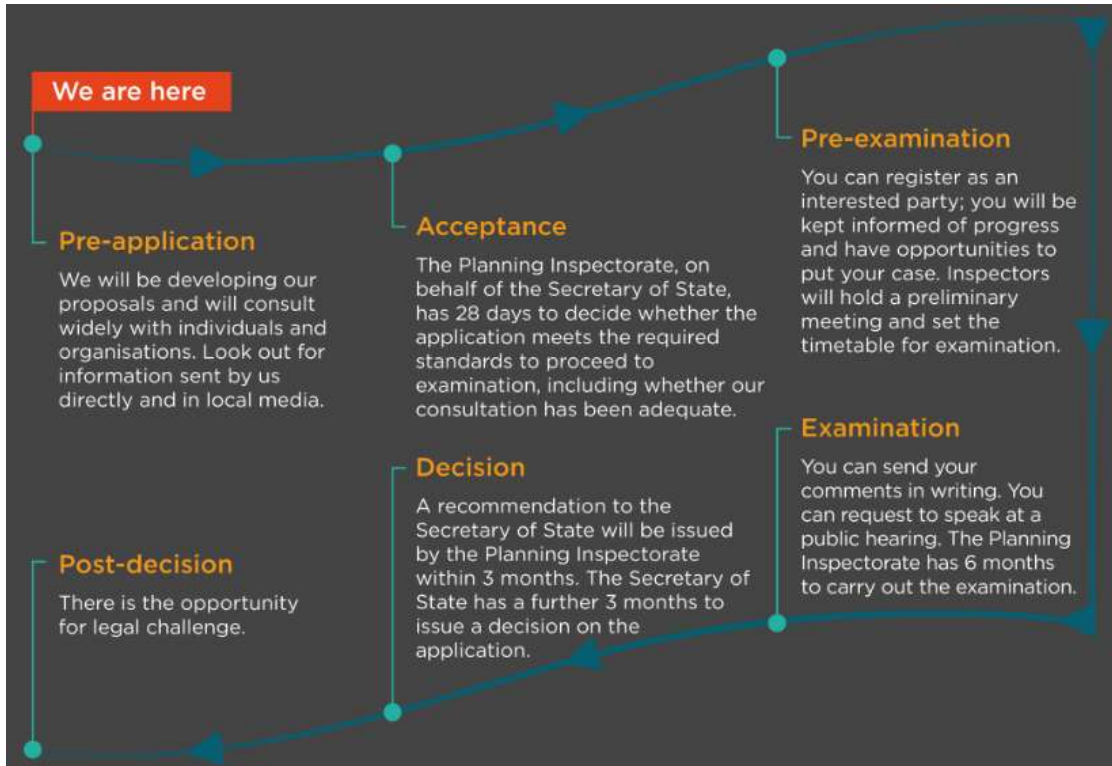 We are here
Pre-application
We will be developing our
proposals and will consult
widely with individuals and
organisations. Look out for
information sent by us
directly and in local media.
Acceptance
The Planning Inspectorate, on
behalf of the Secretary of State,
has 28 days to decide whether the
application meets the required
standards to proceed to
examination, including whether our
consultation has been adequate.
Pre-examination
You can register as an
interested party; you will be
kept informed of progress
and have opportunities to
put your case. Inspectors
will hold a preliminary
meeting and set the
timetable for examination.
Examination
You can send your
comments in writing. You
can request to speak at a
public hearing. The Planning
Inspectorate has 6 months
to carry out the examination.
Decision
A recommendation to the
Secretary of State will be issued
by the Planning Inspectorate
within 3 months. The Secretary of
State has a further 3 months to
issue a decision on the
application.
Post-decision
There is the opportunity
for legal challenge.